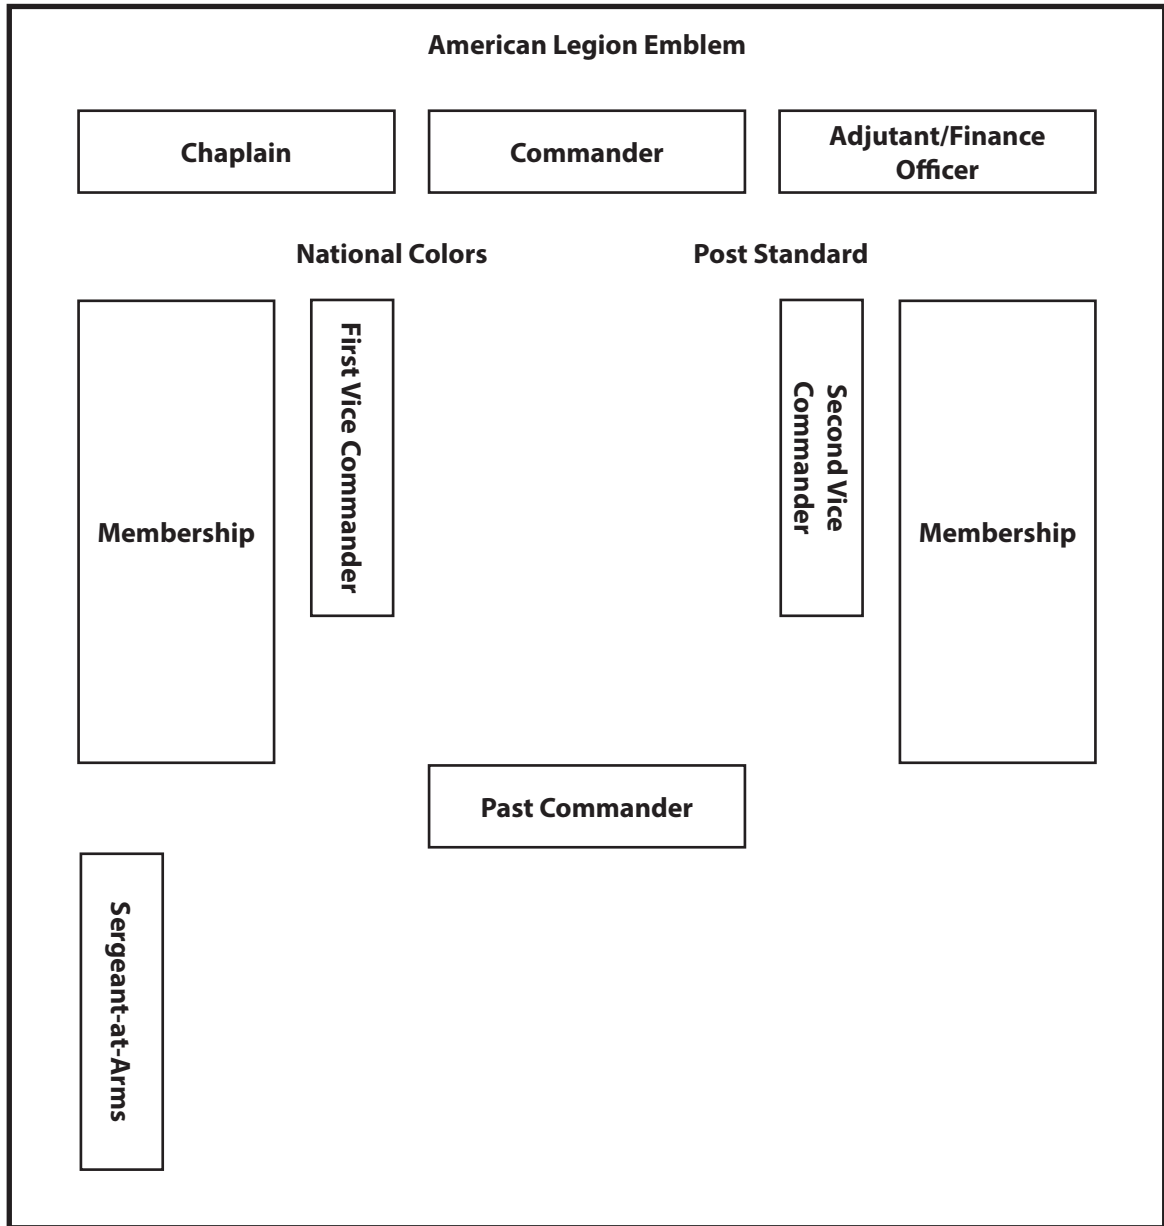 American Legion Emblem
Chaplain
Commander
Adjutant/Finance
Officer
National Colors
Post Standard
Membership
First Vice Commander
Second Vice
Commander
Membership
Past Commander
Sergeant-at-Arms